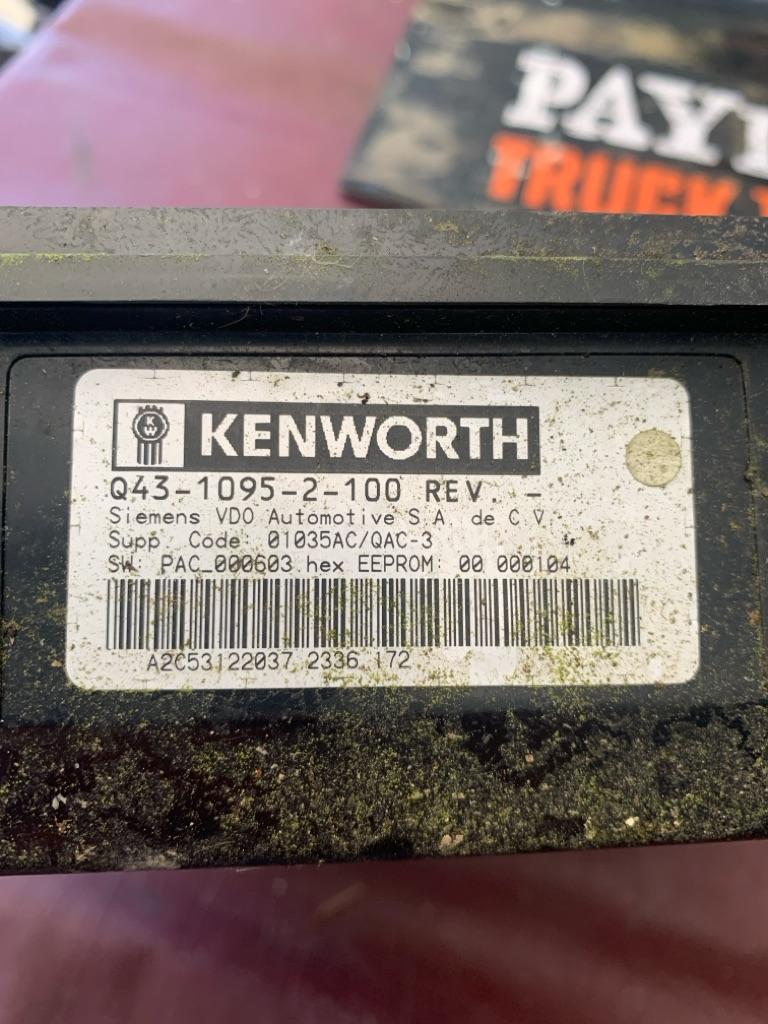 TRUCK
K
W
KENWORTH
Q43-1095-2-100 REV. -
Siemens VDO Automotive S.A. de C.V.
Supp. Code: 01035AC/QAC-3
SW: PAC_000603.hex EEPROM: 00 000104
A2C53122037 2336 172